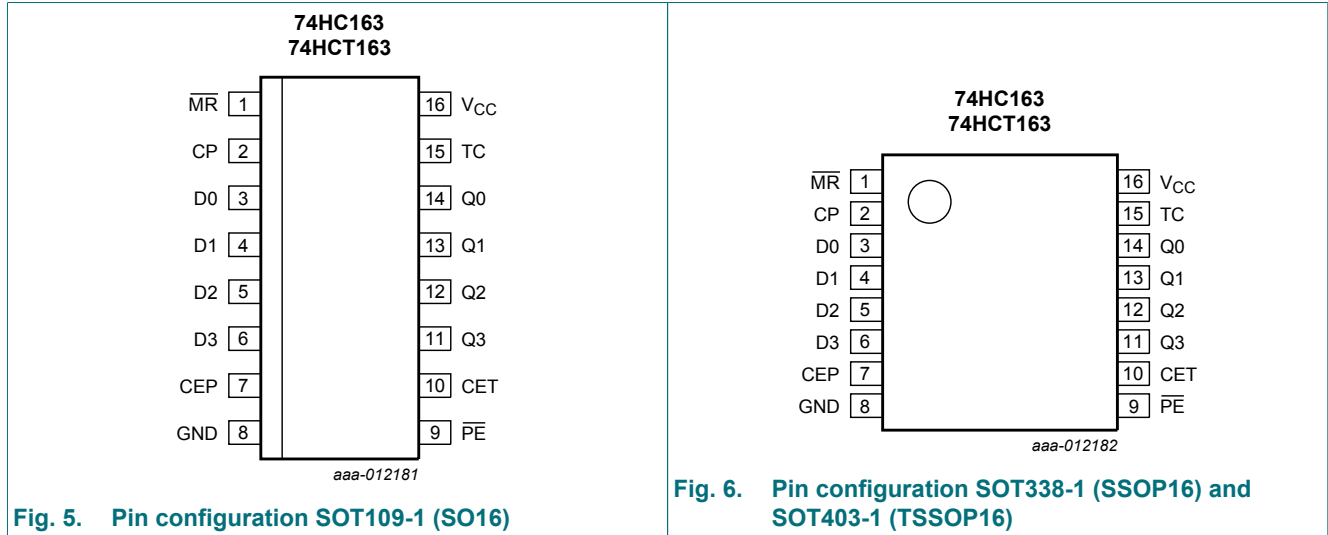 74HC163
74HCT163
M̅R̅ 1
CP 2
D0 3
D1 4
D2 5
D3 6
CEP 7
GND 8
16 VCC
15 TC
14 Q0
13 Q1
12 Q2
11 Q3
10 CET
9 P̅E̅
aaa-012181
Fig. 5. Pin configuration SOT109-1 (SO16)
74HC163
74HCT163
M̅R̅ 1
CP 2
D0 3
D1 4
D2 5
D3 6
CEP 7
GND 8
16 VCC
15 TC
14 Q0
13 Q1
12 Q2
11 Q3
10 CET
9 P̅E̅
aaa-012182
Fig. 6. Pin configuration SOT338-1 (SSOP16) and
SOT403-1 (TSSOP16)